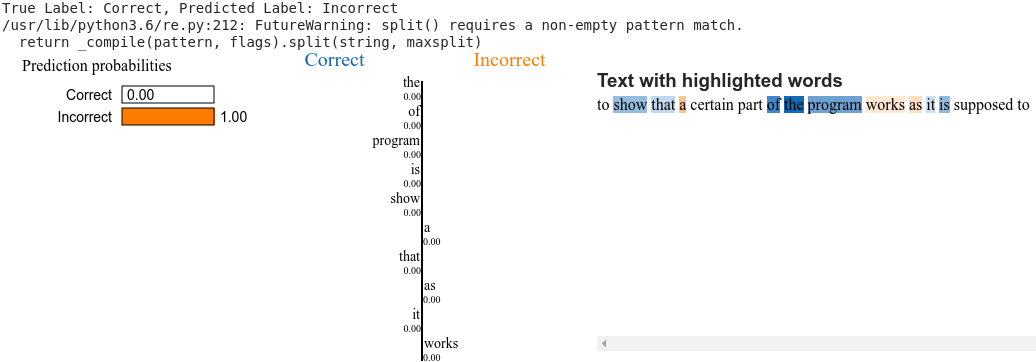 True Label: Correct, Predicted Label: Incorrect
/usr/lib/python3.6/re.py:212: FutureWarning: split() requires a non-empty pattern match.
  return _compile(pattern, flags).split(string, maxsplit)
Prediction probabilities
Correct 0.00
Incorrect 1.00
Correct Incorrect
the
0.00
of
0.00
program
0.00
is
0.00
show
0.00
a
0.00
that
0.00
as
0.00
it
0.00
works
0.00
Text with highlighted words
to show that a certain part of the program works as it is supposed to